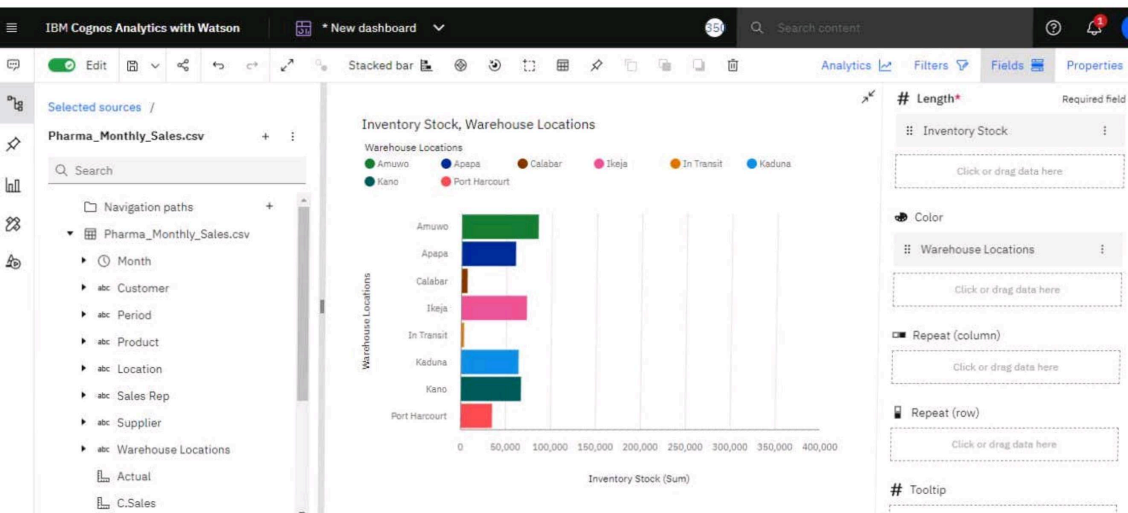 IBM Cognos Analytics with Watson
* New dashboard
350
Search content
1
Edit
Stacked bar
Analytics
Filters
Fields
Properties
Selected sources /
Pharma_Monthly_Sales.csv
Search
Navigation paths
Pharma_Monthly_Sales.csv
Month
abc Customer
abc Period
abc Product
abc Location
abc Sales Rep
abc Supplier
abc Warehouse Locations
Actual
C.Sales
Inventory Stock, Warehouse Locations
Warehouse Locations
Amuwo Apapa Calabar Ikeja In Transit Kaduna
Kano Port Harcourt
Warehouse Locations
Amuwo
Apapa
Calabar
Ikeja
In Transit
Kaduna
Kano
Port Harcourt
0 50,000 100,000 150,000 200,000 250,000 300,000 350,000 400,000
Inventory Stock (Sum)
# Length* Required field
Inventory Stock
Click or drag data here
Color
Warehouse Locations
Click or drag data here
Repeat (column)
Click or drag data here
Repeat (row)
Click or drag data here
# Tooltip